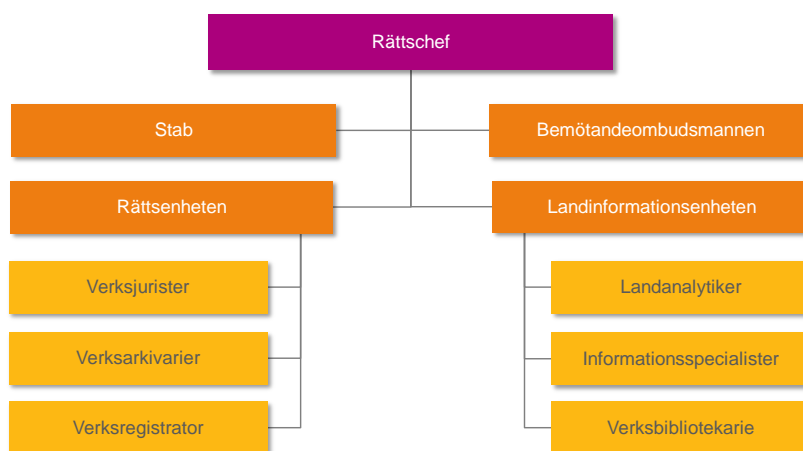 Rättschef
Stab
Bemötandeombudsmannen
Rättsenheten
Landinformationsenheten
Verksjurister
Landanalytiker
Verksarkivarier
Informationsspecialister
Verksregistrator
Verksbibliotekarie